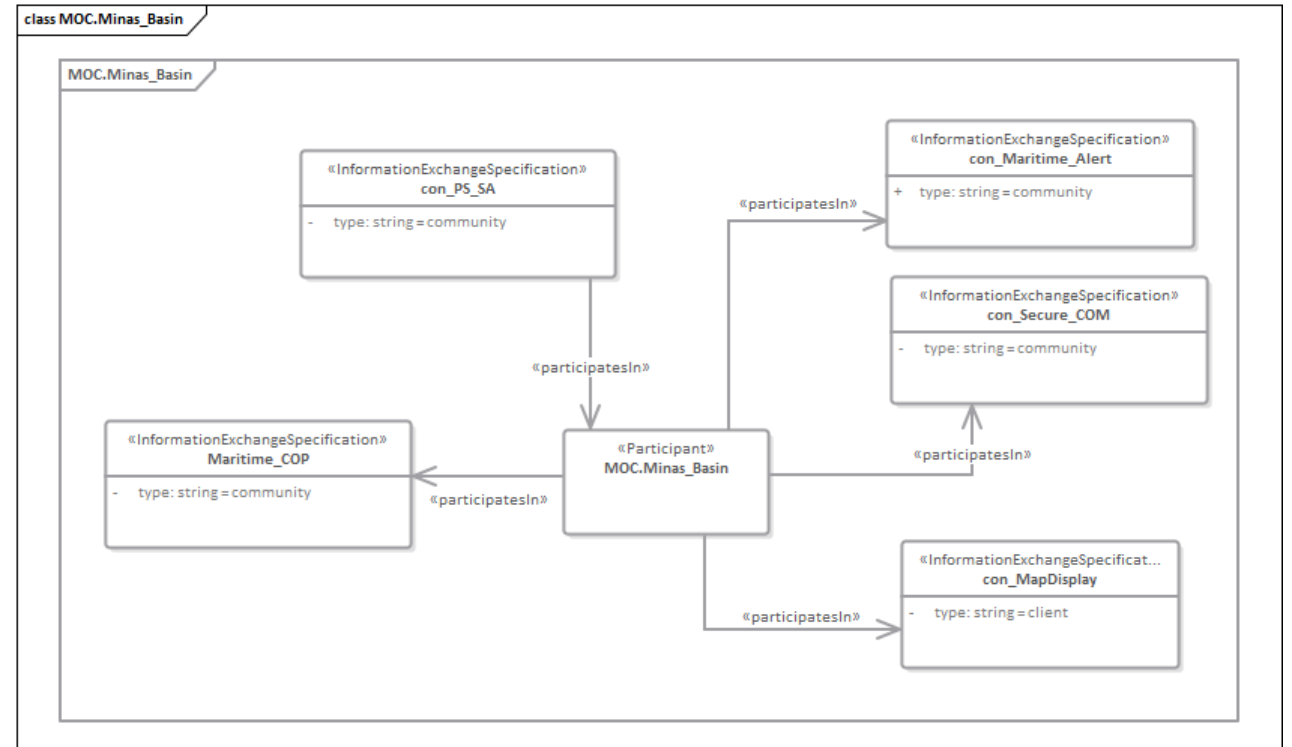 class MOC.Minas_Basin
MOC.Minas_Basin
«InformationExchangeSpecification»
con_PS_SA
- type: string = community
«participatesIn»
«InformationExchangeSpecification»
con_Maritime_Alert
+ type: string = community
«participatesIn»
«InformationExchangeSpecification»
con_Secure_COM
- type: string = community
«participatesIn»
«InformationExchangeSpecification»
Maritime_COP
- type: string = community
«participatesIn»
«Participant»
MOC.Minas_Basin
«InformationExchangeSpecificat...
con_MapDisplay
- type: string = client
«participatesIn»